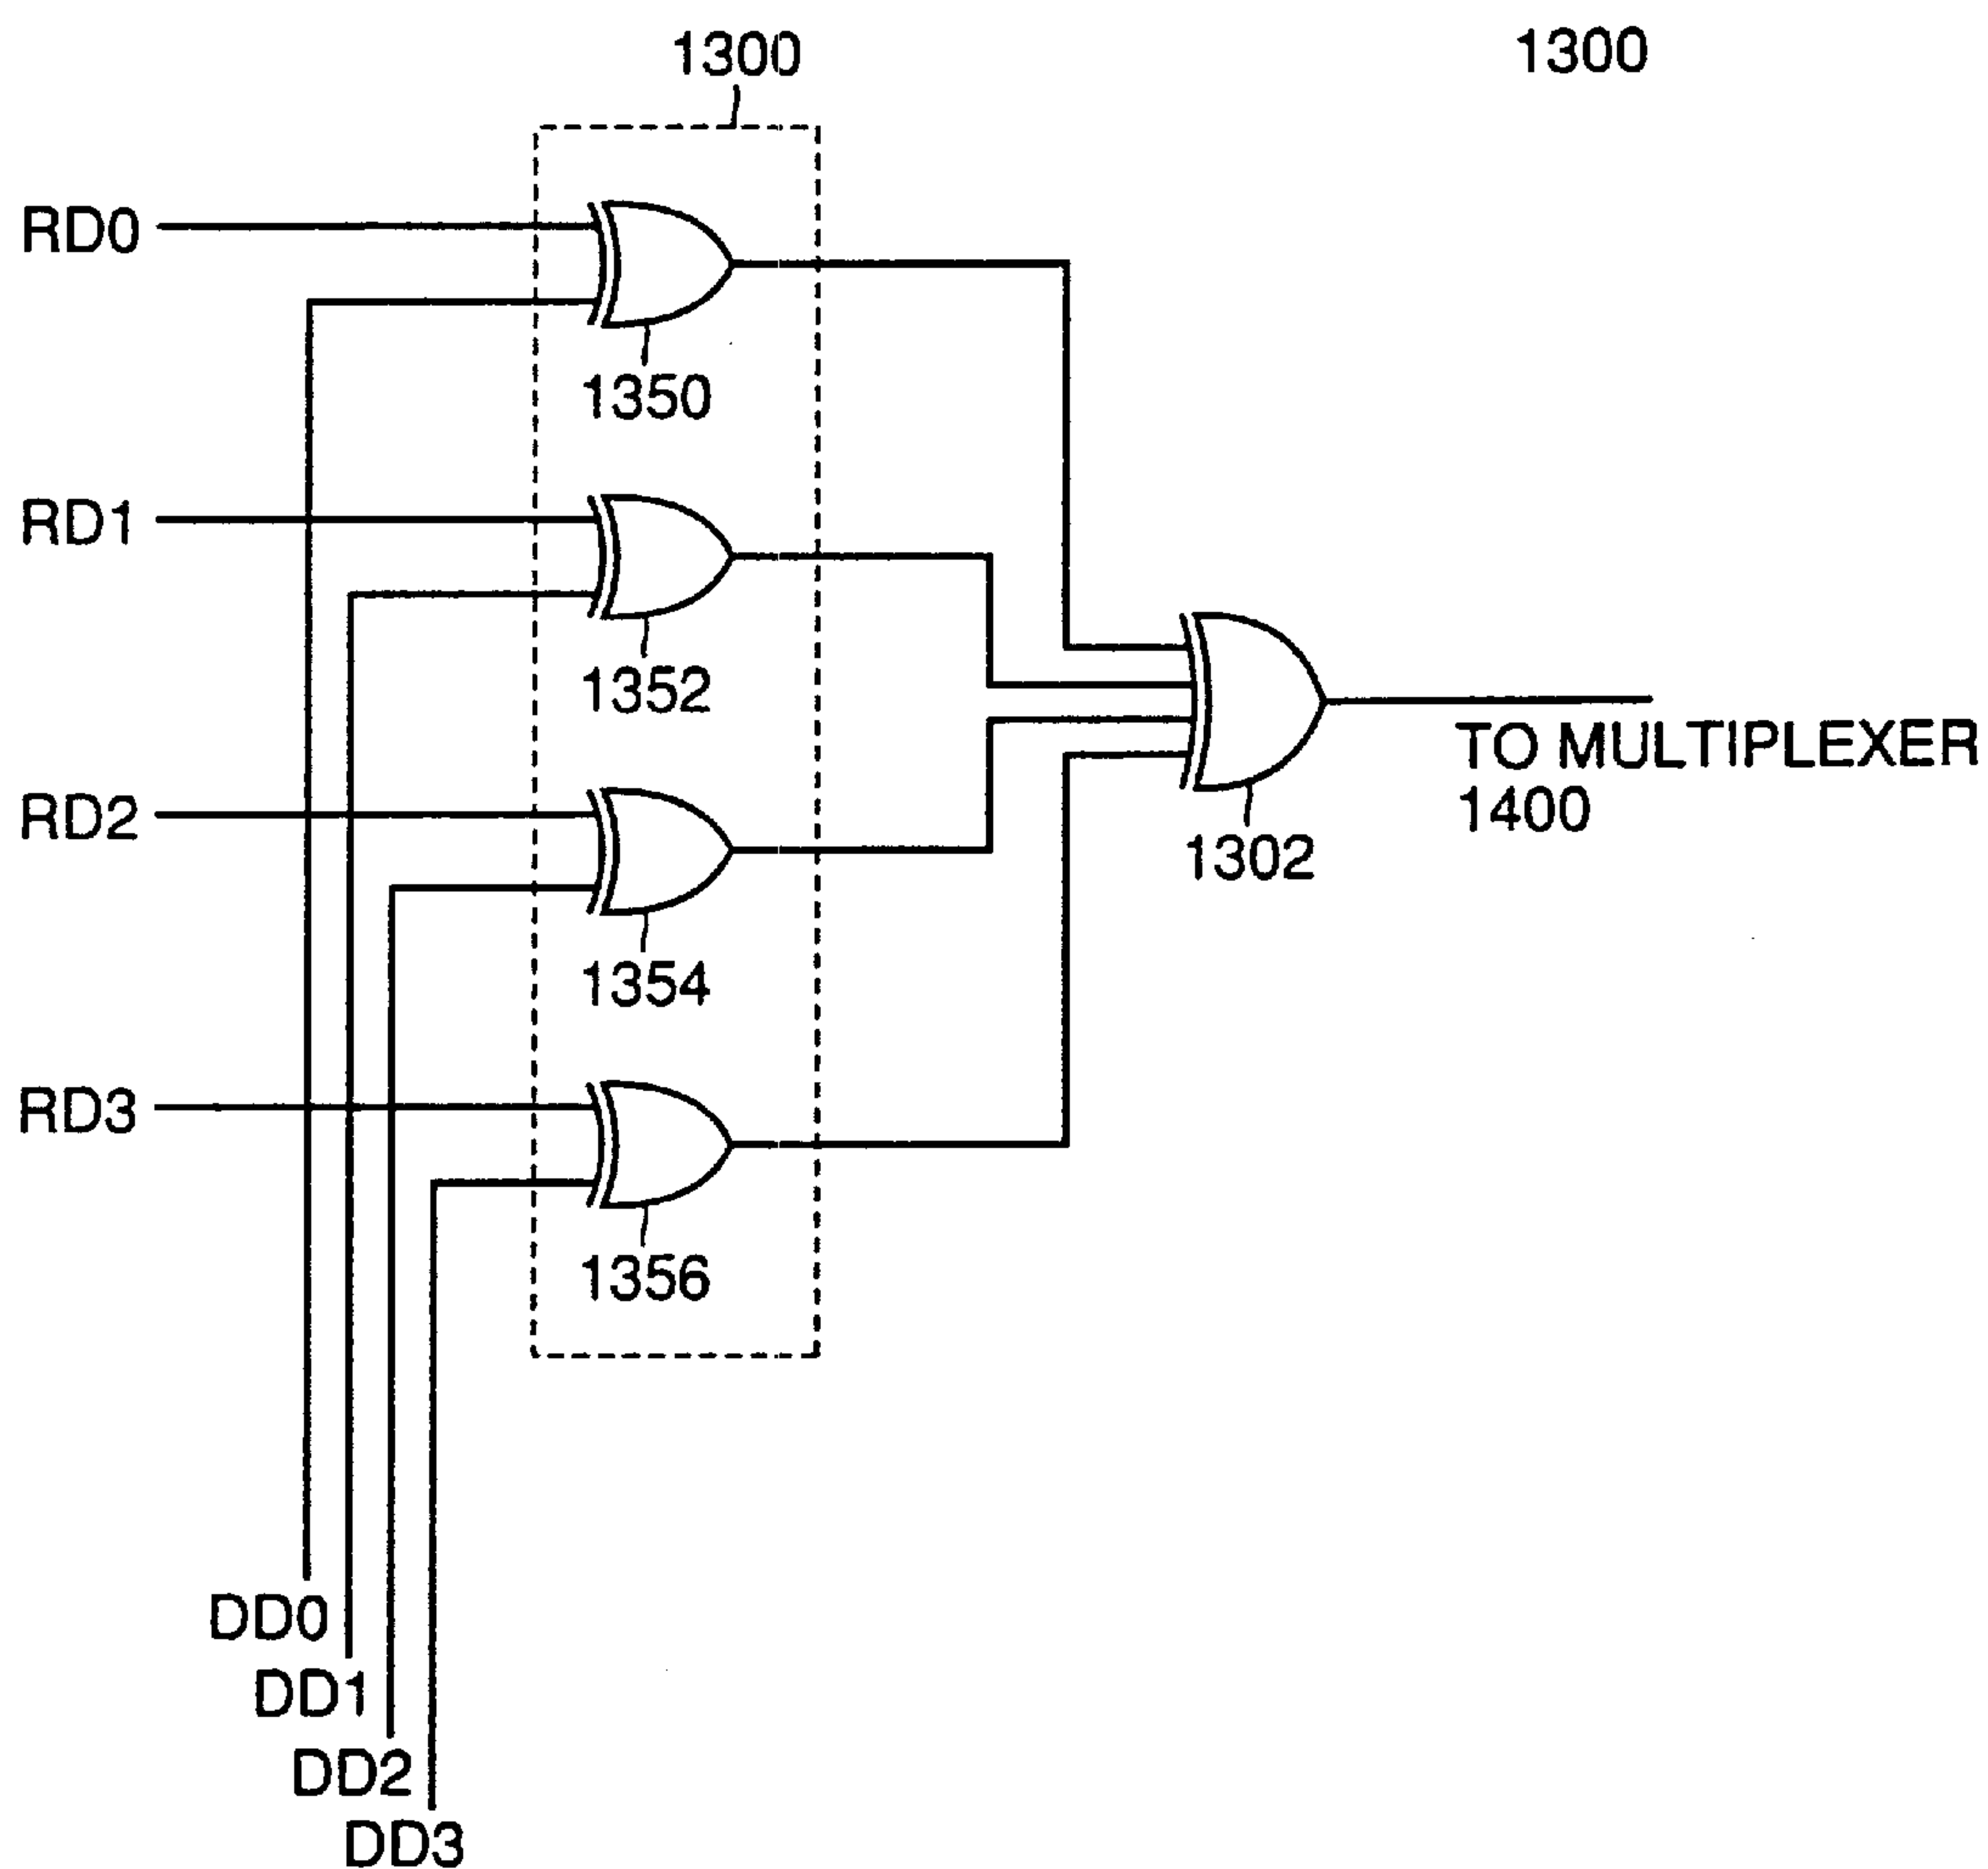 1300
1300
RD0
1350
RD1
1352
TO MULTIPLEXER
1400
RD2
1302
1354
RD3
1356
DD0
DD1
DD2
DD3